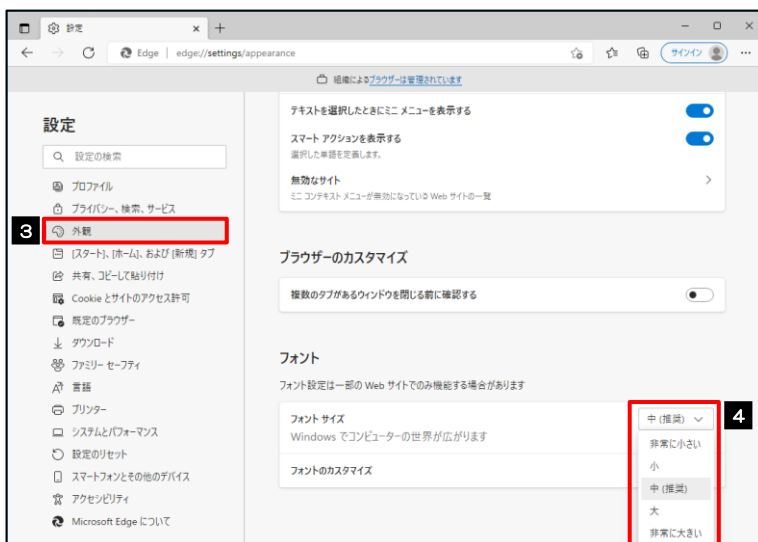 設定
Edge | edge://settings/appearance
サインイン
組織によるブラウザーは管理されています
設定
設定の検索
プロファイル
プライバシー、検索、サービス
3
外観
[スタート]、[ホーム]、および [新規] タブ
共有、コピーして貼り付け
Cookie とサイトのアクセス許可
既定のブラウザー
ダウンロード
ファミリー セーフティ
言語
プリンター
システムとパフォーマンス
設定のリセット
スマートフォンとその他のデバイス
アクセシビリティ
Microsoft Edge について
テキストを選択したときにミニ メニューを表示する
スマート アクションを表示する
選択した単語を定義します。
無効なサイト
ミニ コンテキスト メニューが無効になっている Web サイトの一覧
ブラウザーのカスタマイズ
複数のタブがあるウィンドウを閉じる前に確認する
フォント
フォント設定は一部の Web サイトでのみ機能する場合があります
フォント サイズ
Windows でコンピューターの世界が広がります
フォントのカスタマイズ
中 (推奨)
4
非常に小さい
小
中 (推奨)
大
非常に大きい